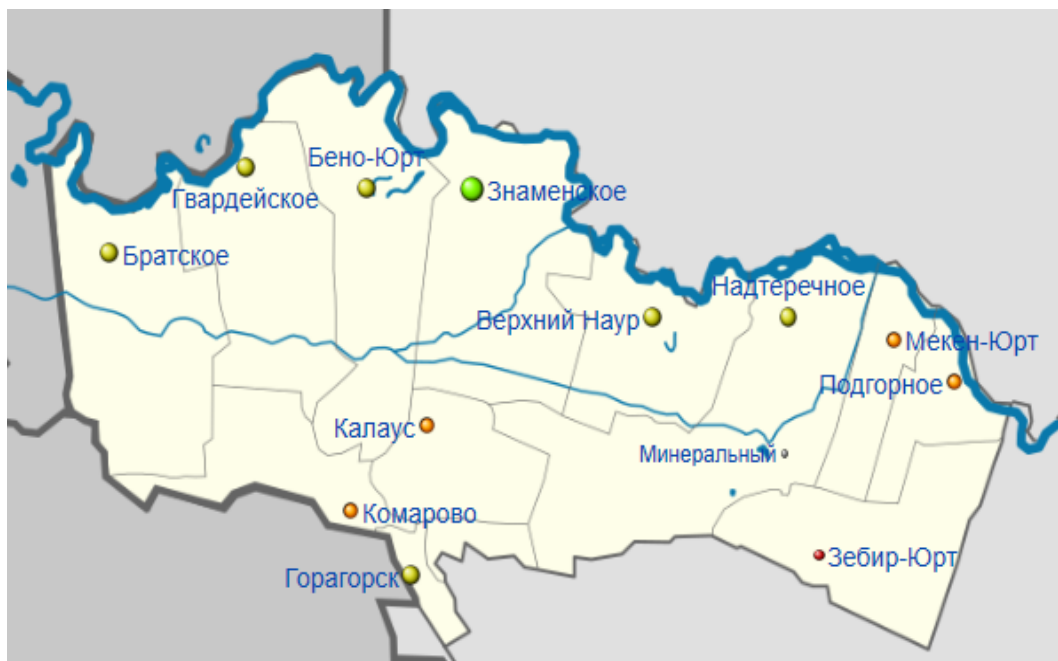 Бено-Юрт
Гвардейское
Знаменское
Братское
Надтеречное
Верхний Наур
Мекен-Юрт
Подгорное
Калаус
Минеральный
Комарово
Зебир-Юрт
Горагорск